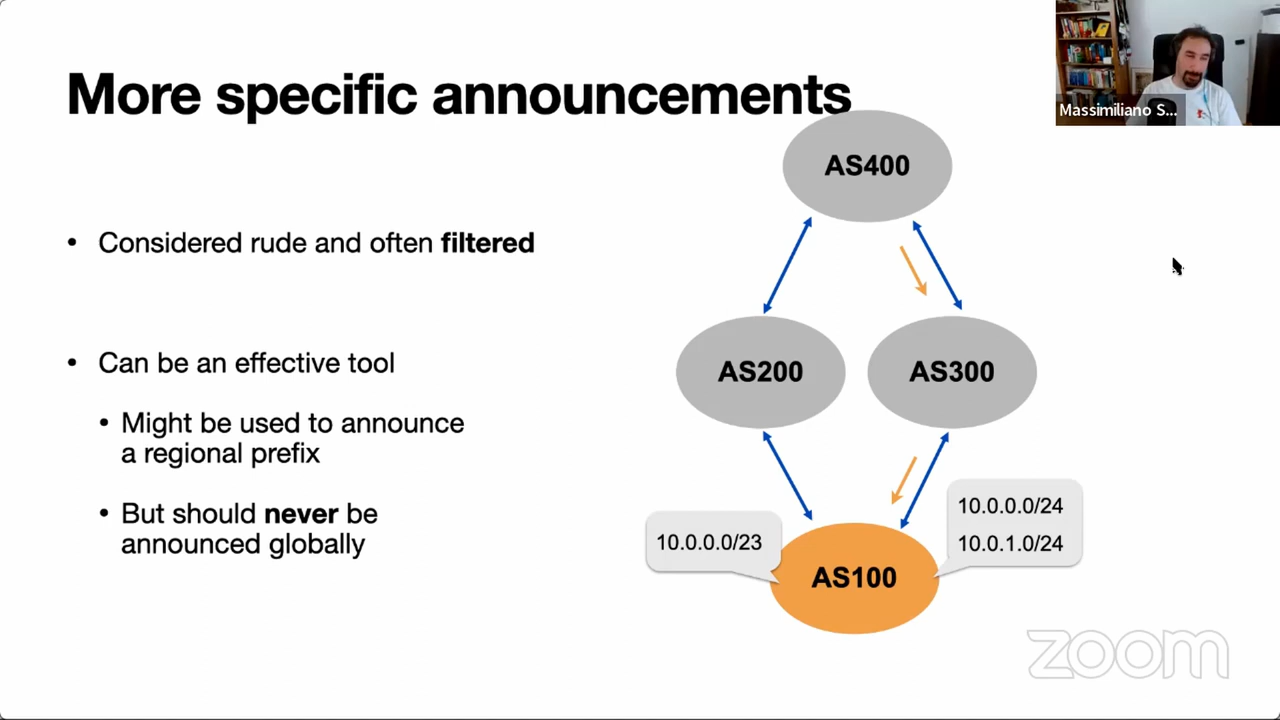 More specific announcements
Massimiliano S...
• Considered rude and often filtered
• Can be an effective tool
• Might be used to announce
a regional prefix
• But should never be
announced globally
AS400
AS200
AS300
10.0.0.0/23
10.0.0.0/24
10.0.1.0/24
AS100
zoom